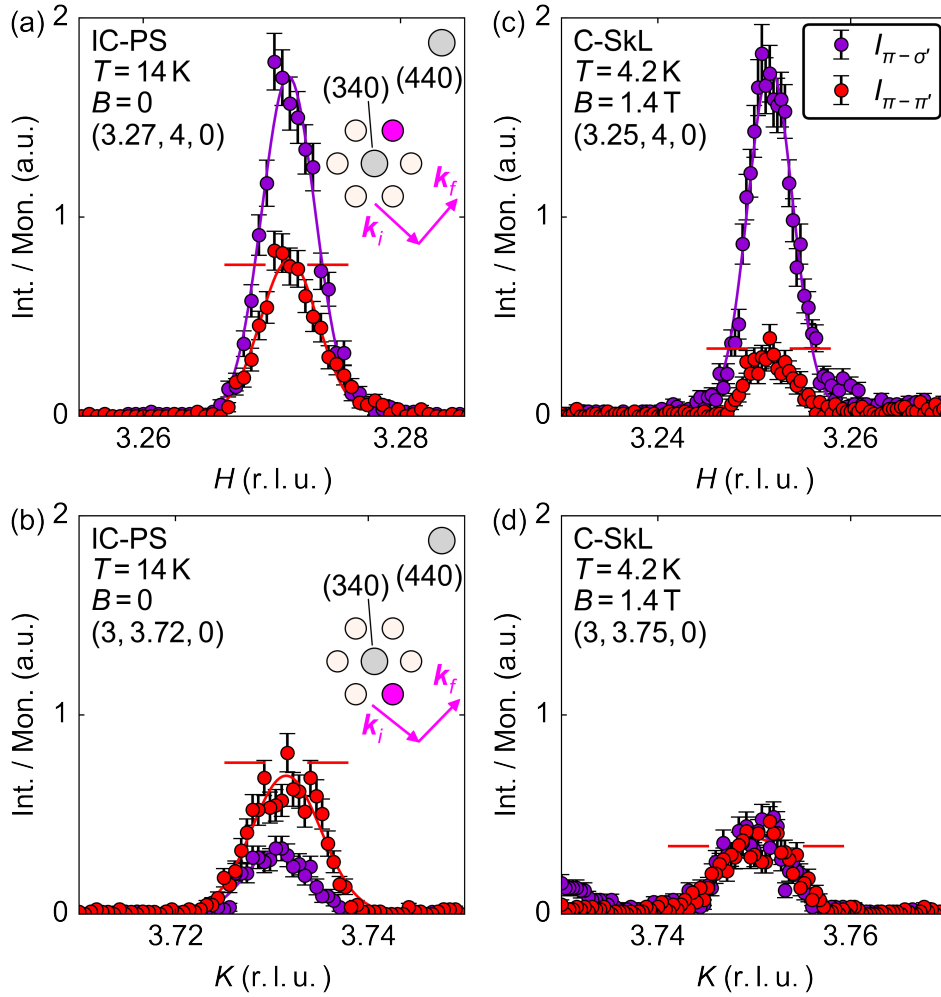 (a)
IC-PS
T = 14 K
B = 0
(3.27, 4, 0)
(340)
(440)
k_i
k_f
Int. / Mon. (a.u.)
2
1
0
3.26
3.28
H (r. l. u.)
(c)
C-SkL
T = 4.2 K
B = 1.4 T
(3.25, 4, 0)
I_{π−σ'}
I_{π−π'}
Int. / Mon. (a.u.)
2
1
0
3.24
3.26
H (r. l. u.)
(b)
IC-PS
T = 14 K
B = 0
(3, 3.72, 0)
(340)
(440)
k_i
k_f
Int. / Mon. (a.u.)
2
1
0
3.72
3.74
K (r. l. u.)
(d)
C-SkL
T = 4.2 K
B = 1.4 T
(3, 3.75, 0)
Int. / Mon. (a.u.)
2
1
0
3.74
3.76
K (r. l. u.)